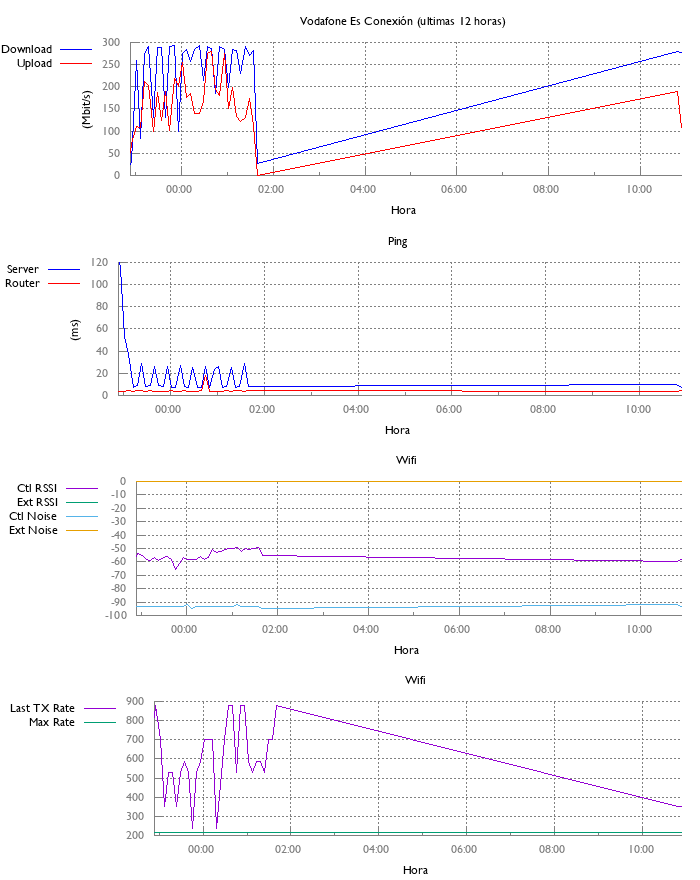 Vodafone Es Conexión (ultimas 12 horas)
Download
Upload
(Mbit/s)
300
250
200
150
100
50
0
00:00 02:00 04:00 06:00 08:00 10:00
Hora
Ping
Server
Router
(ms)
120
100
80
60
40
20
0
00:00 02:00 04:00 06:00 08:00 10:00
Hora
Wifi
Ctl RSSI
Ext RSSI
Ctl Noise
Ext Noise
0
-10
-20
-30
-40
-50
-60
-70
-80
-90
-100
00:00 02:00 04:00 06:00 08:00 10:00
Hora
Wifi
Last TX Rate
Max Rate
900
800
700
600
500
400
300
200
00:00 02:00 04:00 06:00 08:00 10:00
Hora